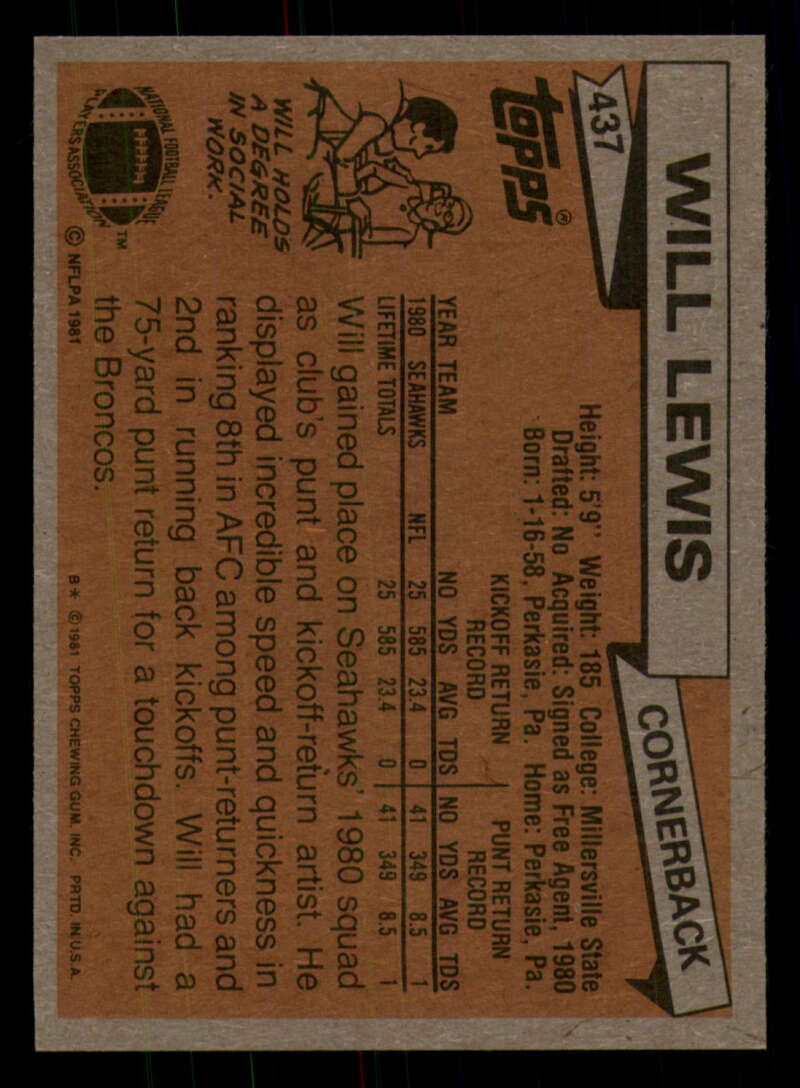 437
WILL LEWIS
CORNERBACK
TOPPS®
Height: 5'9'' Weight: 185 College: Millersville State
Drafted: No Acquired: Signed as Free Agent, 1980
Born: 1-16-58, Perkasie, Pa. Home: Perkasie, Pa.
KICKOFF RETURN RECORD PUNT RETURN RECORD
YEAR TEAM NO YDS AVG TDS NO YDS AVG TDS
1980 SEAHAWKS NFL 25 585 23.4 0 41 349 8.5 1
LIFETIME TOTALS 25 585 23.4 0 41 349 8.5 1
WILL HOLDS
A DEGREE
IN SOCIAL
WORK.
Will gained place on Seahawks' 1980 squad
as club's punt and kickoff-return artist. He
displayed incredible speed and quickness in
ranking 8th in AFC among punt-returners and
2nd in running back kickoffs. Will had a
75-yard punt return for a touchdown against
the Broncos.
NATIONAL FOOTBALL LEAGUE
PLAYERS ASSOCIATION
TM
© NFLPA 1981
B* ©1981 TOPPS CHEWING GUM, INC. PRTD. IN U.S.A.